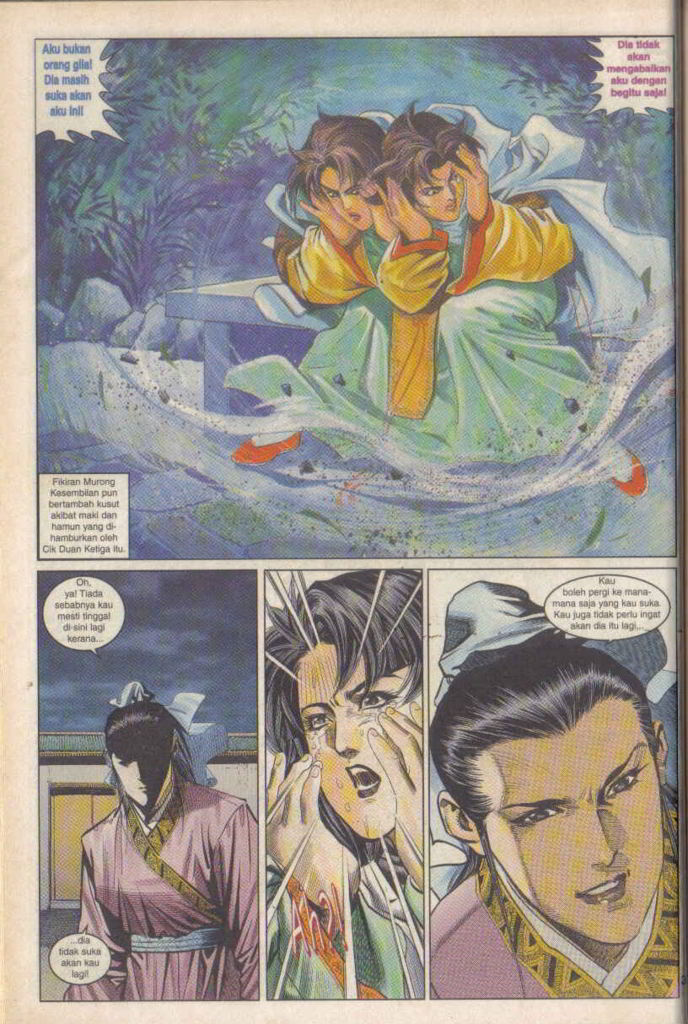 Aku bukan
orang gila!
Dia masih
suka akan
aku ini!
Dia tidak
akan
mengabaikan
aku dengan
begitu saja!
Fikiran Murong
Kesembilan pun
bertambah kusut
akibat maki dan
hamun yang di-
hamburkan oleh
Cik Duan Ketiga itu.
Oh,
ya! Tiada
sebabnya kau
mesti tinggal
di-sini lagi
kerana...
...dia
tidak suka
akan kau
lagi!
Kau
boleh pergi ke mana-
mana saja yang kau suka.
Kau juga tidak perlu ingat
akan dia itu lagi...